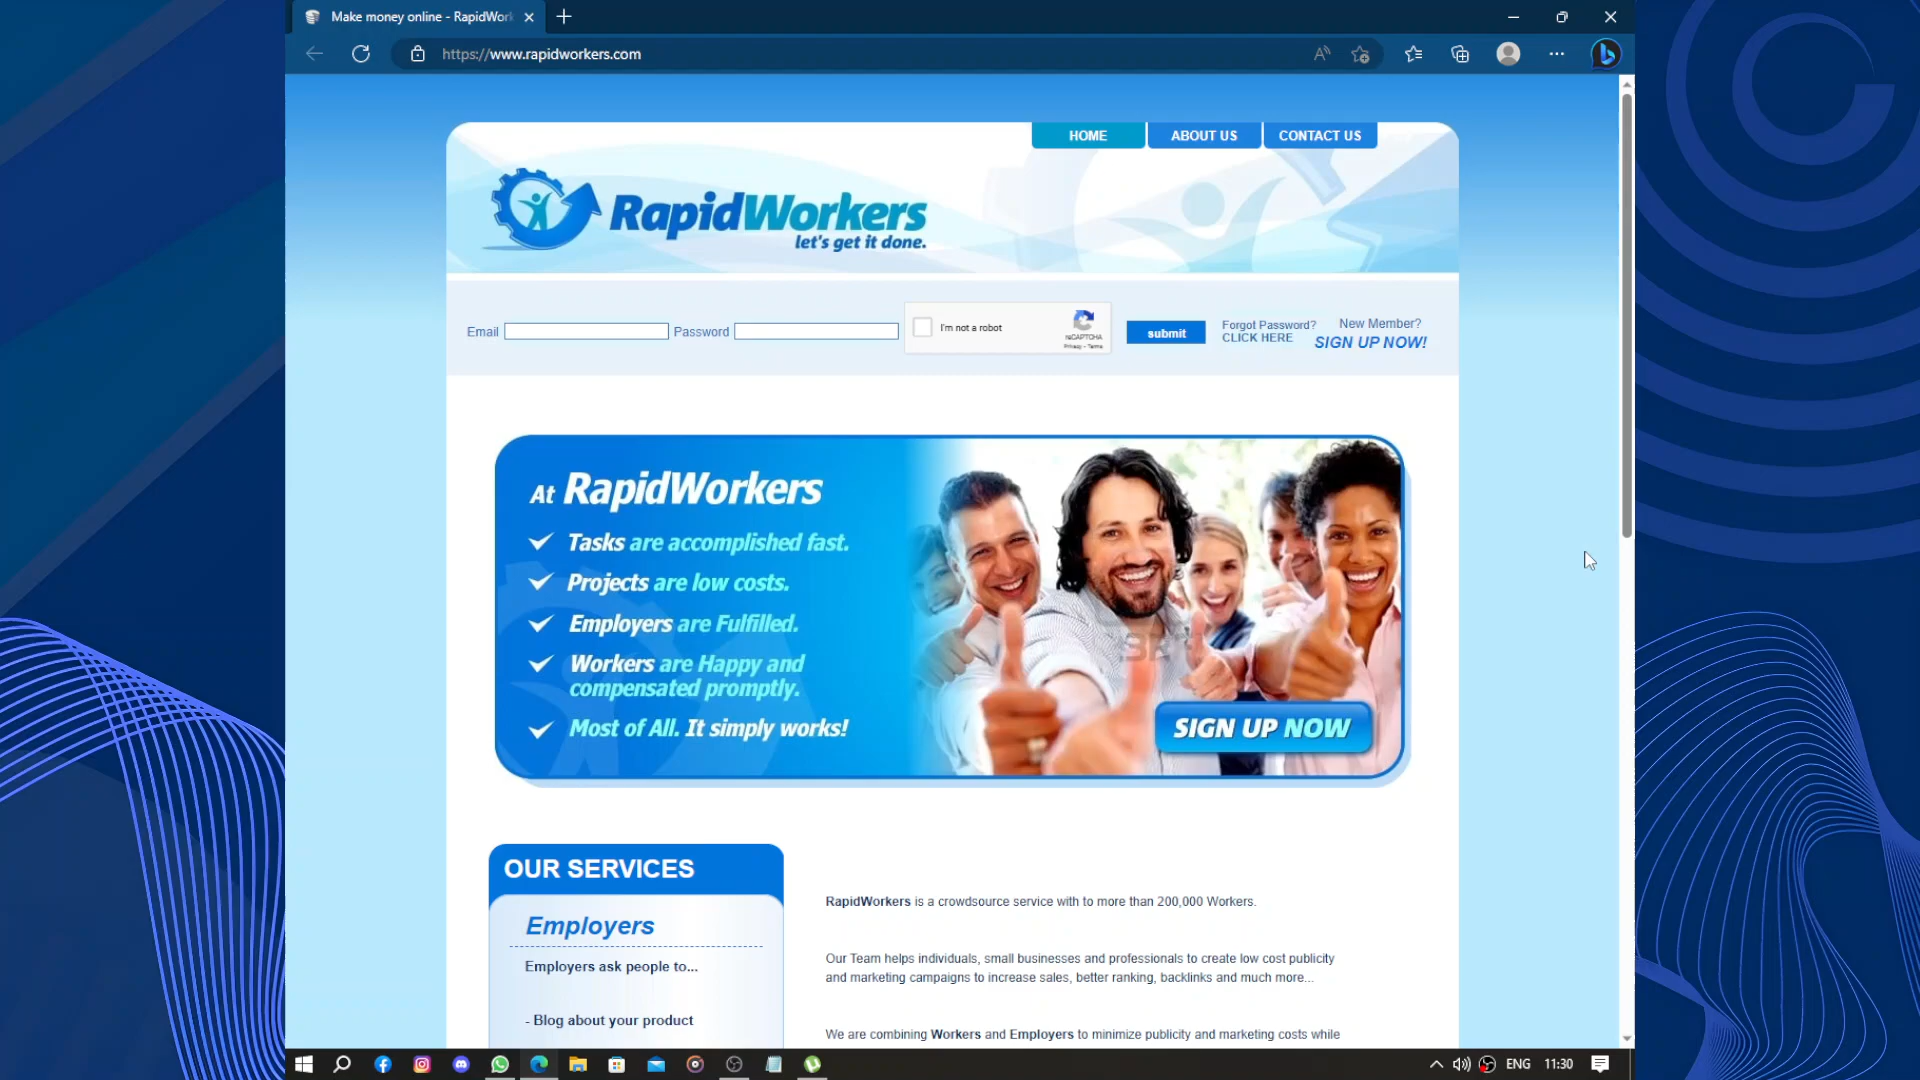 Make money online - RapidWork
https://www.rapidworkers.com
HOME
ABOUT US
CONTACT US
RapidWorkers
let's get it done.
Email
Password
I'm not a robot
reCAPTCHA
Privacy - Terms
submit
Forgot Password?
CLICK HERE
New Member?
SIGN UP NOW!
At RapidWorkers
Tasks are accomplished fast.
Projects are low costs.
Employers are Fulfilled.
Workers are Happy and
compensated promptly.
Most of All. It simply works!
SIGN UP NOW
OUR SERVICES
Employers
Employers ask people to...
- Blog about your product
RapidWorkers is a crowdsource service with to more than 200,000 Workers.
Our Team helps individuals, small businesses and professionals to create low cost publicity
and marketing campaigns to increase sales, better ranking, backlinks and much more...
We are combining Workers and Employers to minimize publicity and marketing costs while
ENG
11:30